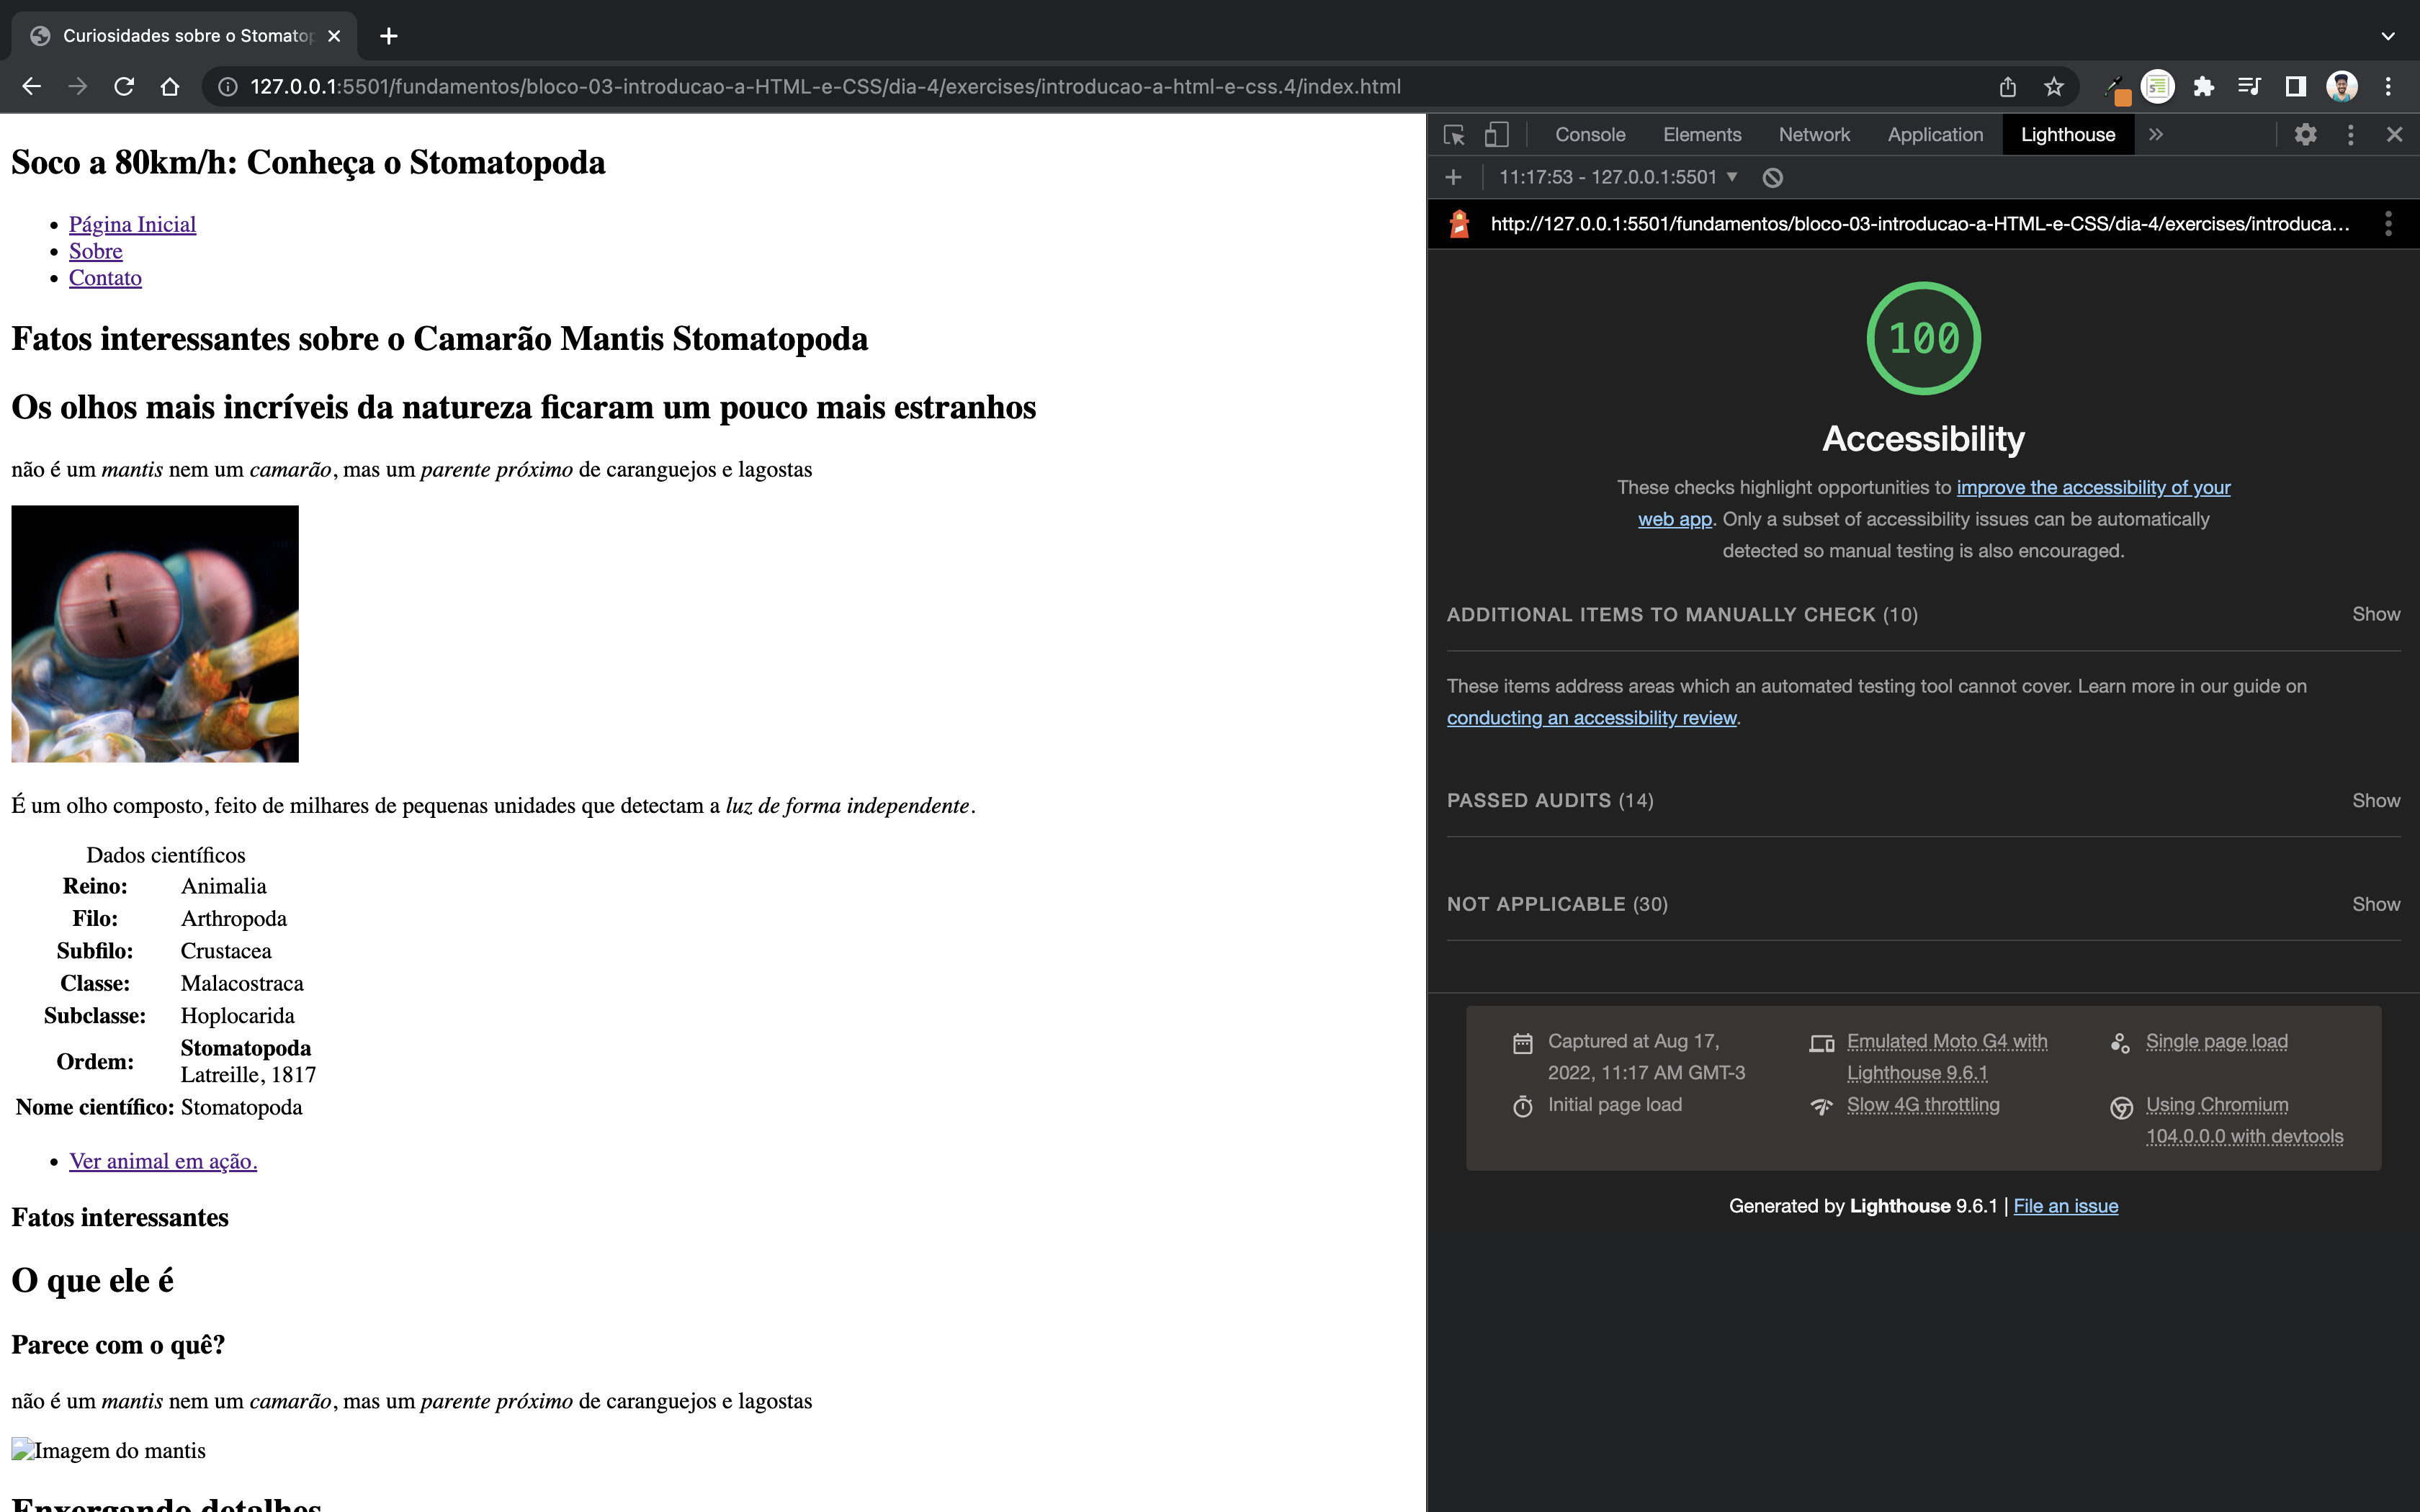 Curiosidades sobre o Stomatop
127.0.0.1:5501/fundamentos/bloco-03-introducao-a-HTML-e-CSS/dia-4/exercises/introducao-a-html-e-css.4/index.html
Soco a 80km/h: Conheça o Stomatopoda
Página Inicial
Sobre
Contato
Fatos interessantes sobre o Camarão Mantis Stomatopoda
Os olhos mais incríveis da natureza ficaram um pouco mais estranhos
não é um mantis nem um camarão, mas um parente próximo de caranguejos e lagostas
É um olho composto, feito de milhares de pequenas unidades que detectam a luz de forma independente.
Dados científicos
Reino: Animalia
Filo: Arthropoda
Subfilo: Crustacea
Classe: Malacostraca
Subclasse: Hoplocarida
Ordem: Stomatopoda
Latreille, 1817
Nome científico: Stomatopoda
Ver animal em ação.
Fatos interessantes
O que ele é
Parece com o quê?
não é um mantis nem um camarão, mas um parente próximo de caranguejos e lagostas
Imagem do mantis
Enxergando detalhes
Console Elements Network Application Lighthouse
11:17:53 - 127.0.0.1:5501
http://127.0.0.1:5501/fundamentos/bloco-03-introducao-a-HTML-e-CSS/dia-4/exercises/introduca...
100
Accessibility
These checks highlight opportunities to improve the accessibility of your
web app. Only a subset of accessibility issues can be automatically
detected so manual testing is also encouraged.
ADDITIONAL ITEMS TO MANUALLY CHECK (10) Show
These items address areas which an automated testing tool cannot cover. Learn more in our guide on
conducting an accessibility review.
PASSED AUDITS (14) Show
NOT APPLICABLE (30) Show
Captured at Aug 17,
2022, 11:17 AM GMT-3
Emulated Moto G4 with
Lighthouse 9.6.1
Single page load
Initial page load
Slow 4G throttling
Using Chromium
104.0.0.0 with devtools
Generated by Lighthouse 9.6.1 | File an issue